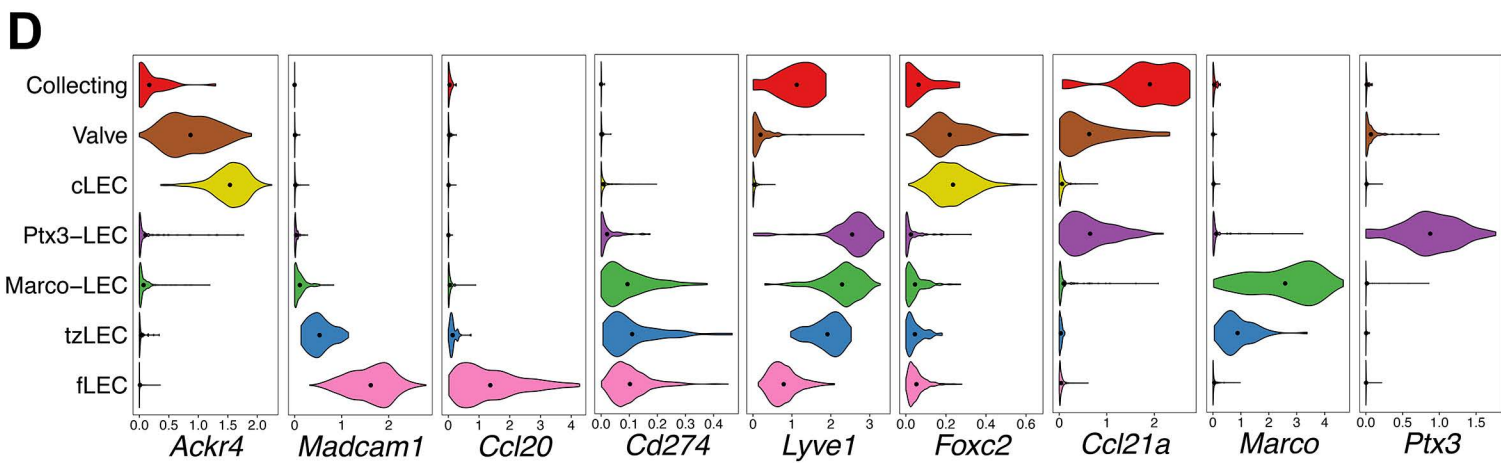 D
Collecting
Valve
cLEC
Ptx3-LEC
Marco-LEC
tzLEC
fLEC
0.0 0.5 1.0 1.5 2.0 0 1 2 0 1 2 3 4 0.0 0.1 0.2 0.3 0.4 0 1 2 3 0.0 0.2 0.4 0.6 0 1 2 0 1 2 3 4 0.0 0.5 1.0 1.5
Ackr4 Madcam1 Ccl20 Cd274 Lyve1 Foxc2 Ccl21a Marco Ptx3